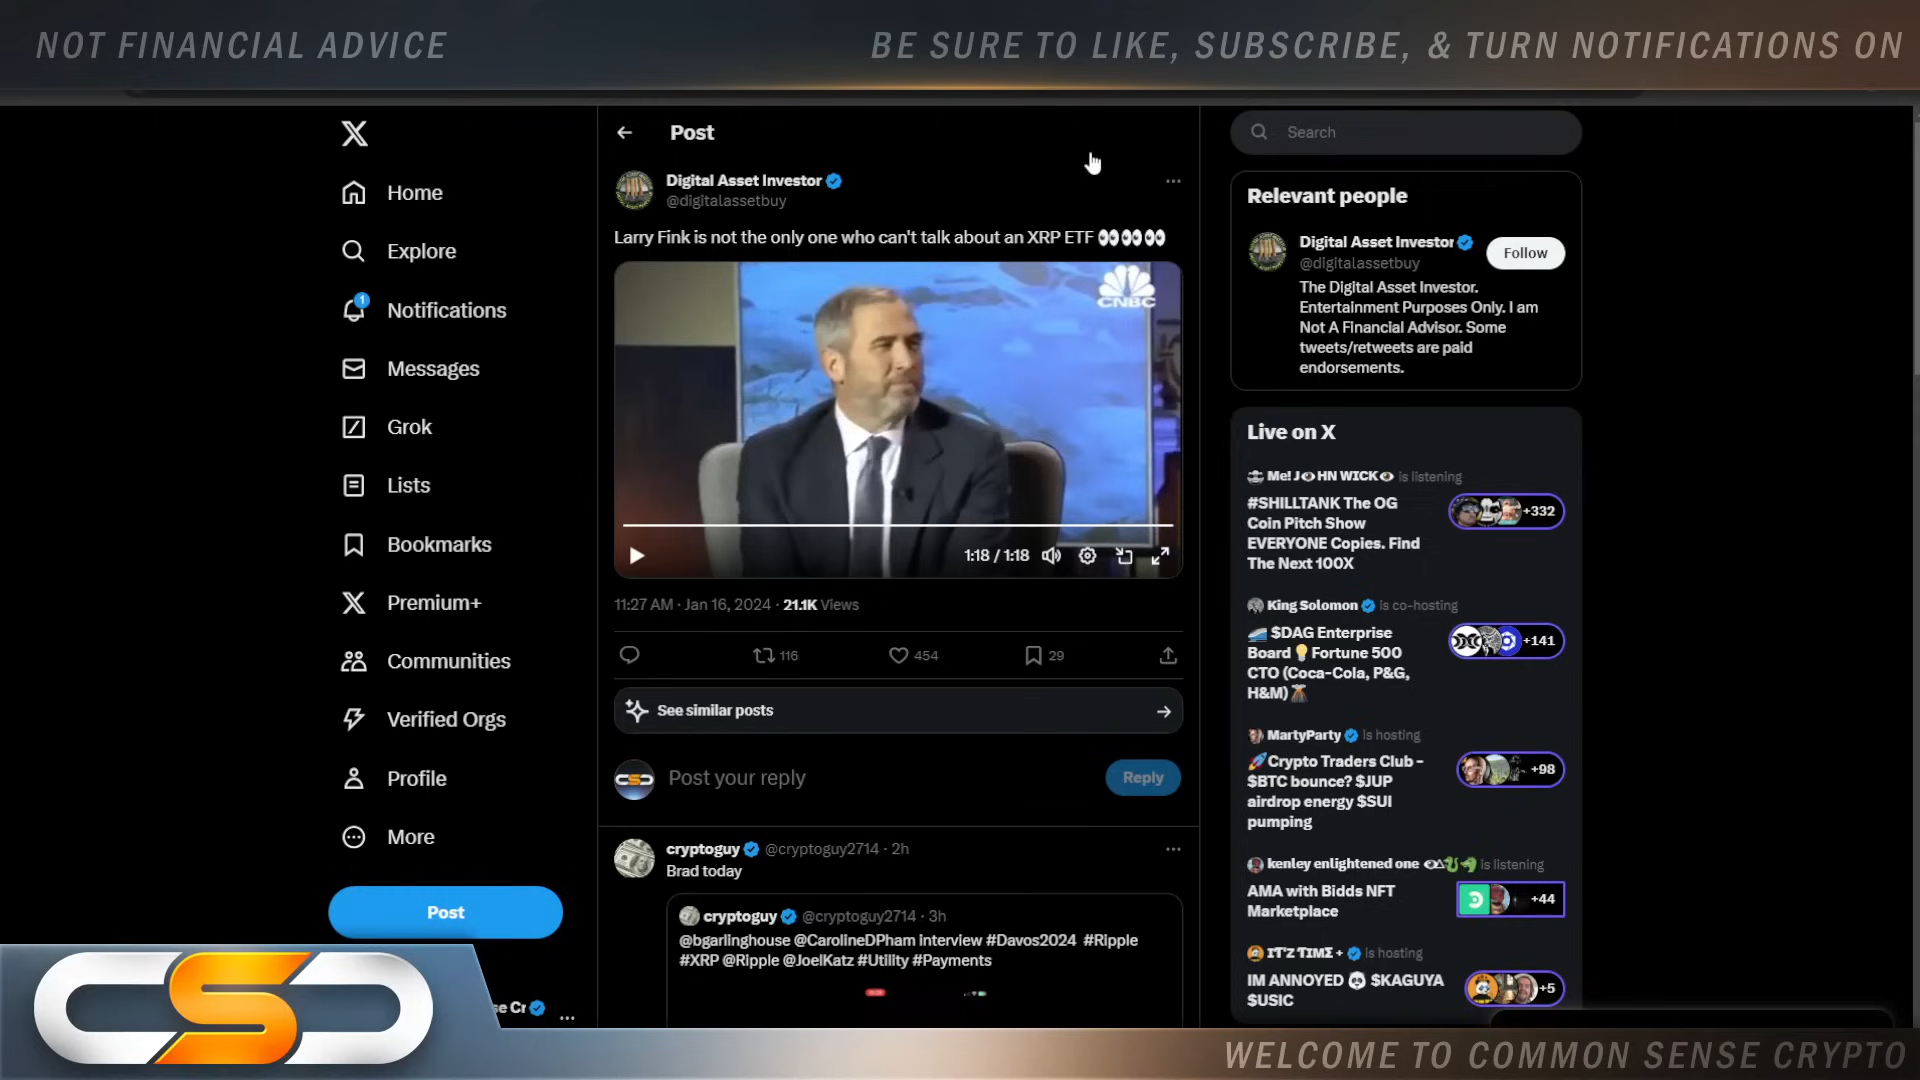 NOT FINANCIAL ADVICE
BE SURE TO LIKE, SUBSCRIBE, & TURN NOTIFICATIONS ON
Home
Explore
1
Notifications
Messages
Grok
Lists
Bookmarks
Premium+
Communities
Verified Orgs
Profile
More
Post
se Cr
Post
Digital Asset Investor
@digitalassetbuy
Larry Fink is not the only one who can't talk about an XRP ETF 👀👀👀👀
CNBC
1:18 / 1:18
11:27 AM · Jan 16, 2024 · 21.1K Views
116
454
29
See similar posts
Post your reply
Reply
cryptoguy @cryptoguy2714 · 2h
Brad today
cryptoguy @cryptoguy2714 · 3h
@bgarlinghouse @CarolineDPham interview #Davos2024 #Ripple
#XRP @Ripple @JoelKatz #Utility #Payments
Search
Relevant people
Digital Asset Investor
@digitalassetbuy
Follow
The Digital Asset Investor.
Entertainment Purposes Only. I am
Not A Financial Advisor. Some
tweets/retweets are paid
endorsements.
Live on X
Me! J👁HN WICK👁 is listening
#SHILLTANK The OG
Coin Pitch Show
EVERYONE Copies. Find
The Next 100X
+332
King Solomon is co-hosting
🚄 $DAG Enterprise
Board 💡 Fortune 500
CTO (Coca-Cola, P&G,
H&M)🌋
+141
MartyParty is hosting
🚀Crypto Traders Club -
$BTC bounce? $JUP
airdrop energy $SUI
pumping
+98
kenley enlightened one is listening
AMA with Bidds NFT
Marketplace
+44
IT'Z TIME + is hosting
IM ANNOYED 🐼 $KAGUYA
$USIC
+5
CSC
WELCOME TO COMMON SENSE CRYPTO